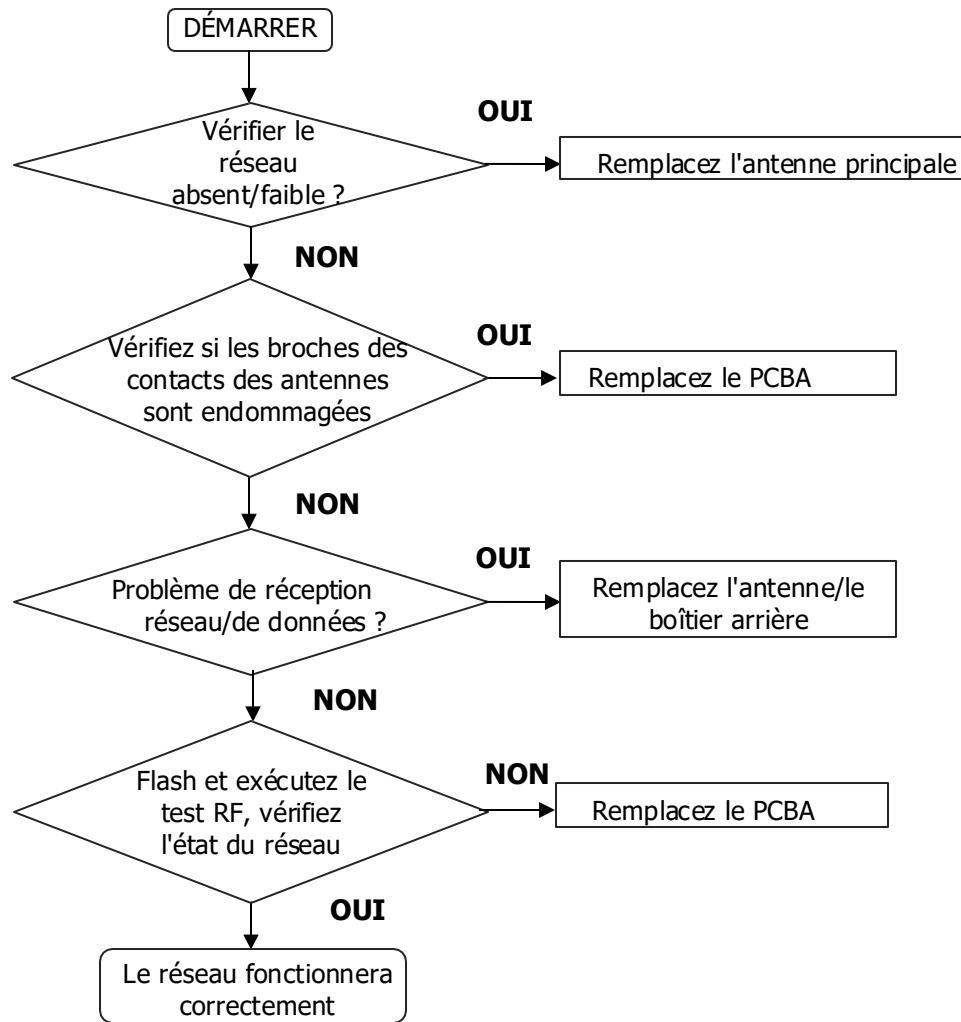 DÉMARRER
OUI
Vérifier le
réseau
absent/faible ?
Remplacez l'antenne principale
NON
OUI
Vérifiez si les broches des
contacts des antennes
sont endommagées
Remplacez le PCBA
NON
OUI
Problème de réception
réseau/de données ?
Remplacez l'antenne/le
boîtier arrière
NON
Flash et exécutez le
test RF, vérifiez
l'état du réseau
NON
Remplacez le PCBA
OUI
Le réseau fonctionnera
correctement